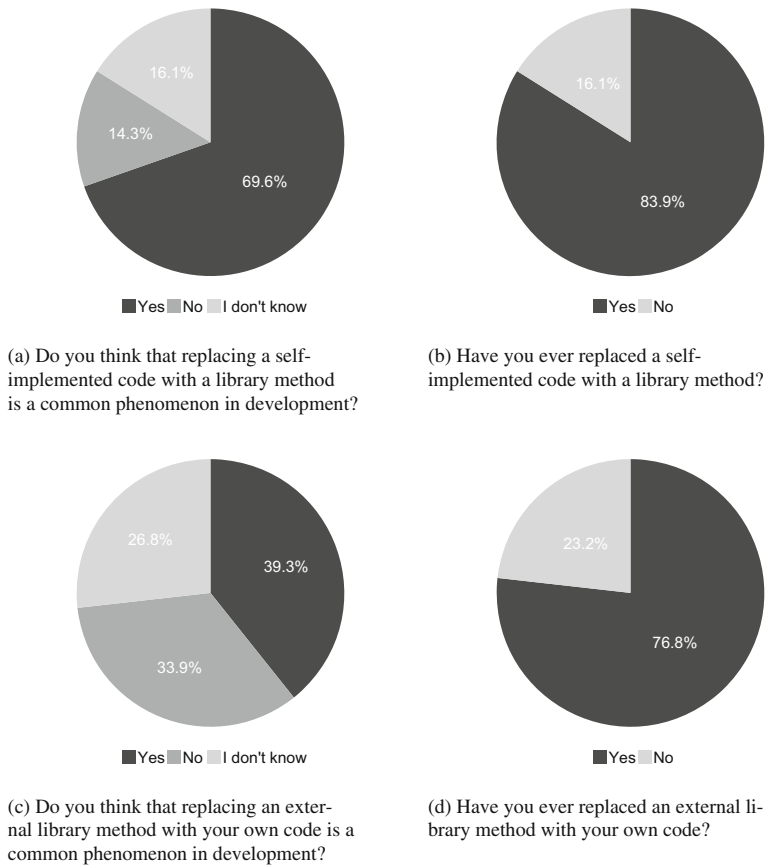 16.1%
14.3%
69.6%
Yes No I don't know
(a) Do you think that replacing a self-
implemented code with a library method
is a common phenomenon in development?
16.1%
83.9%
Yes No
(b) Have you ever replaced a self-
implemented code with a library method?
26.8%
39.3%
33.9%
Yes No I don't know
(c) Do you think that replacing an exter-
nal library method with your own code is a
common phenomenon in development?
23.2%
76.8%
Yes No
(d) Have you ever replaced an external li-
brary method with your own code?